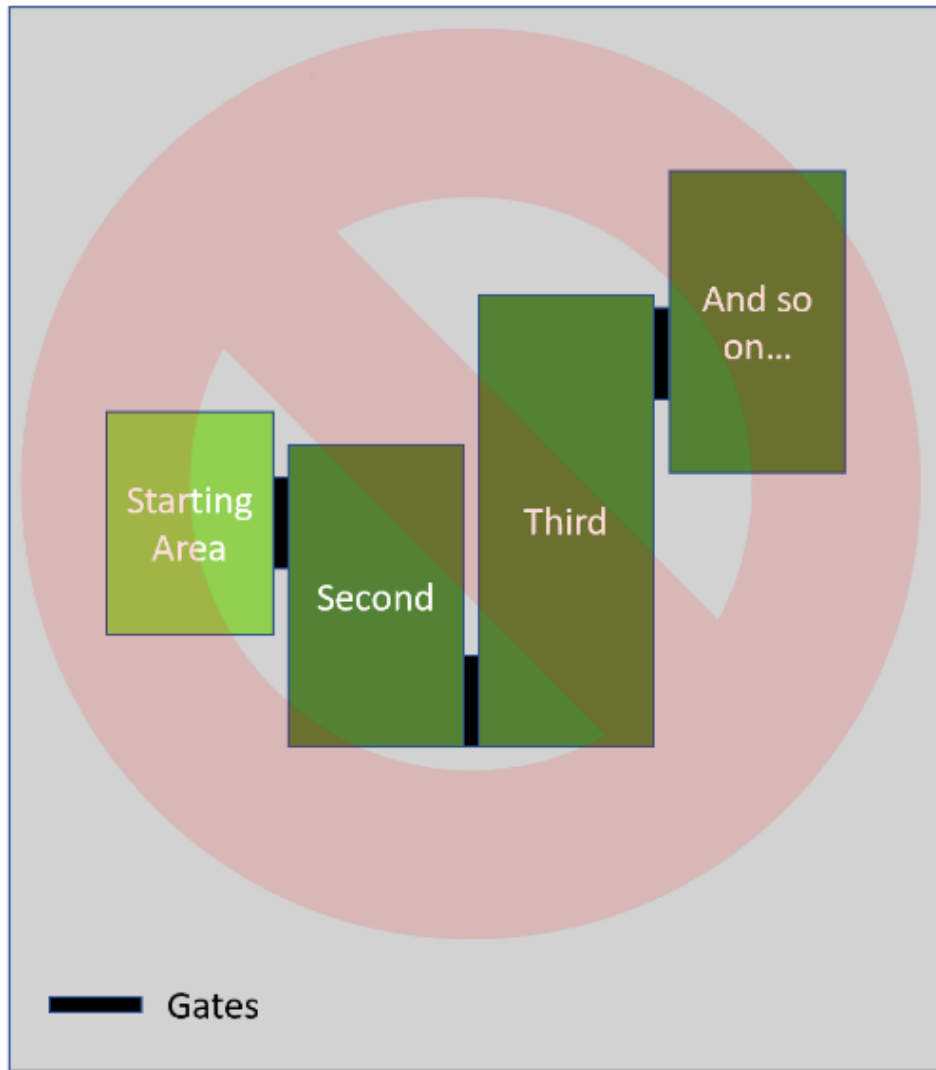 And so
on...
Starting
Area
Third
Second
Gates